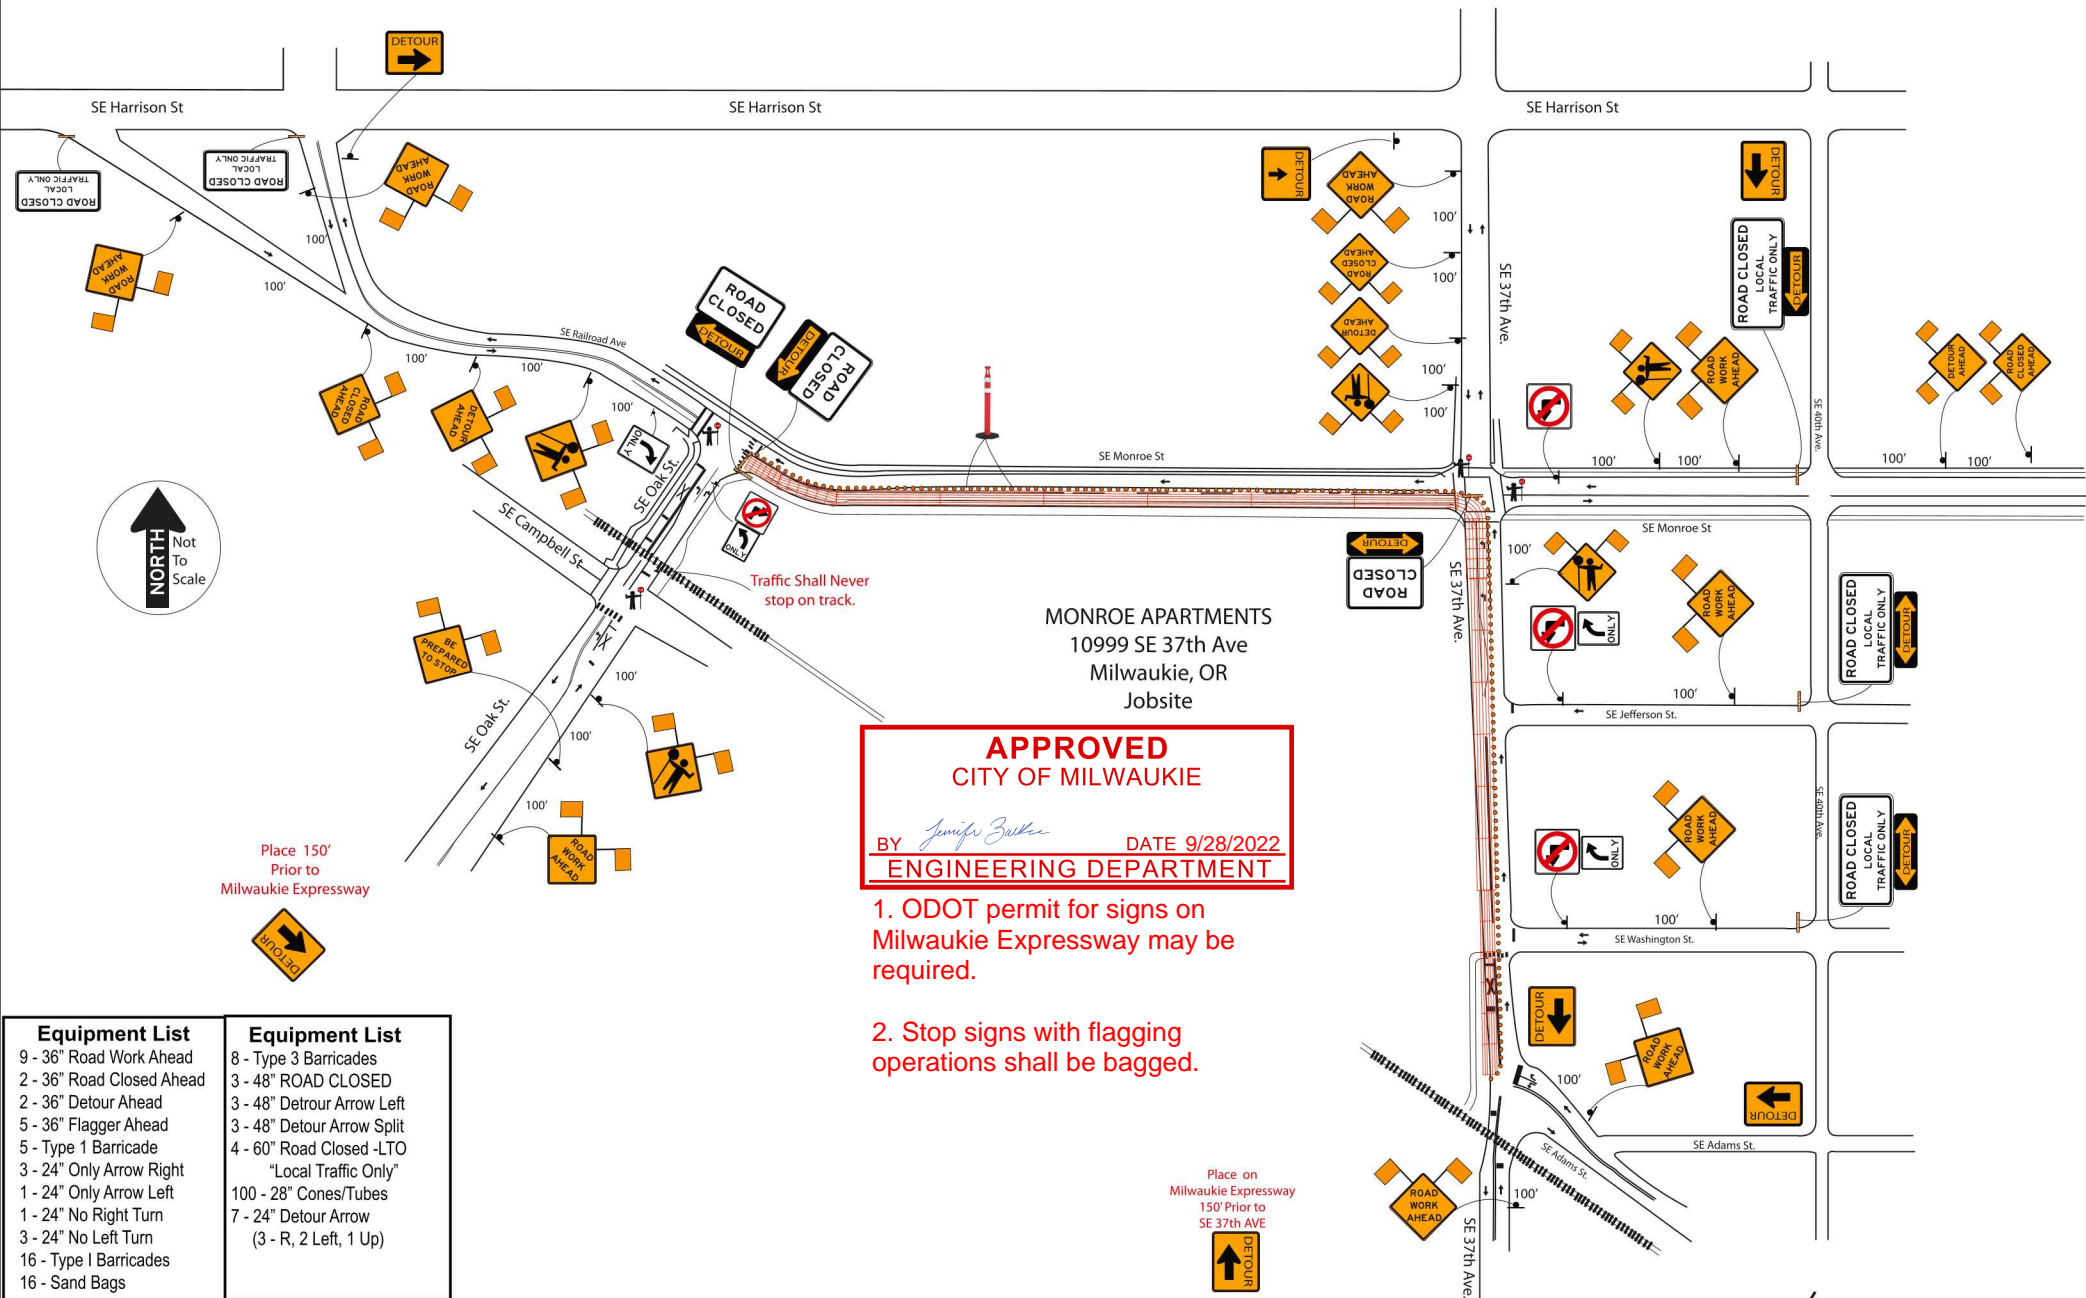 DETOUR
SE Harrison St
SE Harrison St
SE Harrison St
ROAD CLOSED
LOCAL
TRAFFIC ONLY
ROAD CLOSED
LOCAL
TRAFFIC ONLY
ROAD
WORK
AHEAD
100'
ROAD
WORK
AHEAD
100'
DETOUR
ROAD
WORK
AHEAD
100'
ROAD
CLOSED
AHEAD
100'
DETOUR
AHEAD
100'
100'
SE 37th Ave.
DETOUR
ROAD CLOSED
LOCAL
TRAFFIC ONLY
DETOUR
ROAD
WORK
AHEAD
DETOUR
AHEAD
ROAD
CLOSED
AHEAD
SE 40th Ave.
100'
100'
100'
100'
SE Railroad Ave
ROAD
CLOSED
DETOUR
ROAD
CLOSED
DETOUR
100'
100'
100'
ROAD
CLOSED
AHEAD
DETOUR
AHEAD
ONLY
SE Oak St.
SE Campbell St
ONLY
SE Monroe St
SE Monroe St
NORTH
Not
To
Scale
Traffic Shall Never
stop on track.
MONROE APARTMENTS
10999 SE 37th Ave
Milwaukie, OR
Jobsite
ROAD
CLOSED
DETOUR
SE 37th Ave.
100'
ROAD
WORK
AHEAD
ONLY
ROAD CLOSED
LOCAL
TRAFFIC ONLY
DETOUR
100'
SE Jefferson St.
BE
PREPARED
TO STOP
100'
100'
100'
SE Oak St.
ROAD
WORK
AHEAD
APPROVED
CITY OF MILWAUKIE
BY Jennifer Backer DATE 9/28/2022
ENGINEERING DEPARTMENT
1. ODOT permit for signs on
Milwaukie Expressway may be
required.
2. Stop signs with flagging
operations shall be bagged.
ROAD
WORK
AHEAD
ONLY
SE 40th Ave.
ROAD CLOSED
LOCAL
TRAFFIC ONLY
DETOUR
100'
SE Washington St.
Place 150'
Prior to
Milwaukie Expressway
DETOUR
DETOUR
ROAD
WORK
AHEAD
100'
DETOUR
SE Adams St.
SE Adams St.
ROAD
WORK
AHEAD
100'
SE 37th Ave.
Place on
Milwaukie Expressway
150' Prior to
SE 37th AVE
DETOUR
Equipment List
9 - 36” Road Work Ahead
2 - 36” Road Closed Ahead
2 - 36” Detour Ahead
5 - 36” Flagger Ahead
5 - Type 1 Barricade
3 - 24” Only Arrow Right
1 - 24” Only Arrow Left
1 - 24” No Right Turn
3 - 24” No Left Turn
16 - Type I Barricades
16 - Sand Bags
Equipment List
8 - Type 3 Barricades
3 - 48” ROAD CLOSED
3 - 48” Detrour Arrow Left
3 - 48” Detour Arrow Split
4 - 60” Road Closed -LTO
“Local Traffic Only”
100 - 28” Cones/Tubes
7 - 24” Detour Arrow
(3 - R, 2 Left, 1 Up)